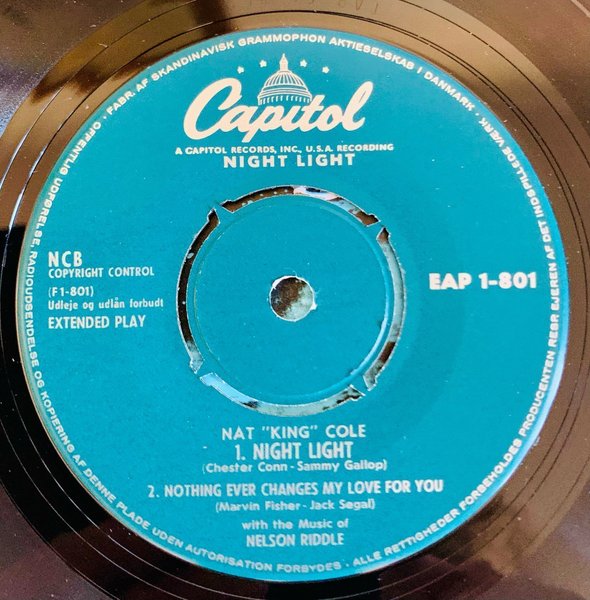 FABR. AF SKANDINAVISK GRAMMOPHON AKTIESELSKAB I DANMARK
OFFENTLIG UDFØRELSE, RADIOUDSENDELSE OG KOPIERING AF DENNE PLADE UDEN AUTORISATION FORBYDES · ALLE RETTIGHEDER FORBEHOLDES PRODUCENTEN RESP. EJEREN AF DET INDSPILLEDE VÆRK
Capitol
A CAPITOL RECORDS, INC., U.S.A. RECORDING
NIGHT LIGHT
NCB
COPYRIGHT CONTROL
(F1-801)
Udleje og udlån forbudt
EXTENDED PLAY
EAP 1-801
NAT "KING" COLE
1. NIGHT LIGHT
(Chester Conn - Sammy Gallop)
2. NOTHING EVER CHANGES MY LOVE FOR YOU
(Marvin Fisher - Jack Segal)
with the Music of
NELSON RIDDLE